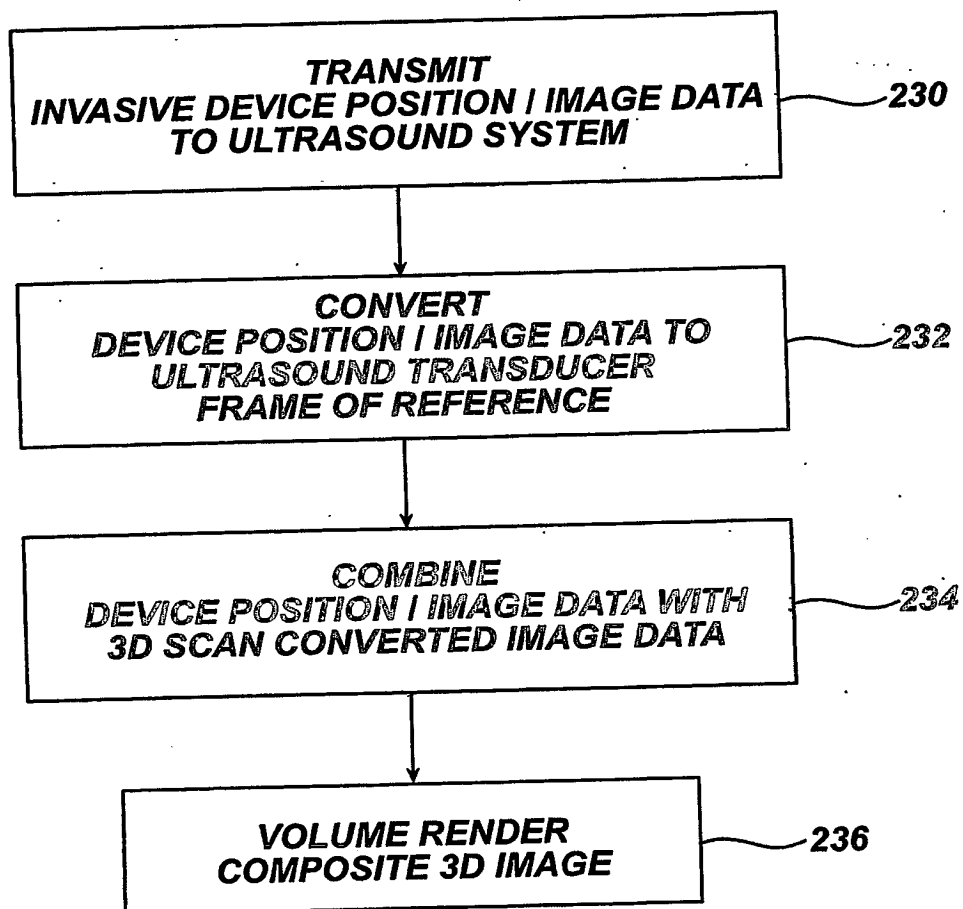 TRANSMIT
INVASIVE DEVICE POSITION / IMAGE DATA
TO ULTRASOUND SYSTEM
230
CONVERT
DEVICE POSITION / IMAGE DATA TO
ULTRASOUND TRANSDUCER
FRAME OF REFERENCE
232
COMBINE
DEVICE POSITION / IMAGE DATA WITH
3D SCAN CONVERTED IMAGE DATA
234
VOLUME RENDER
COMPOSITE 3D IMAGE
236